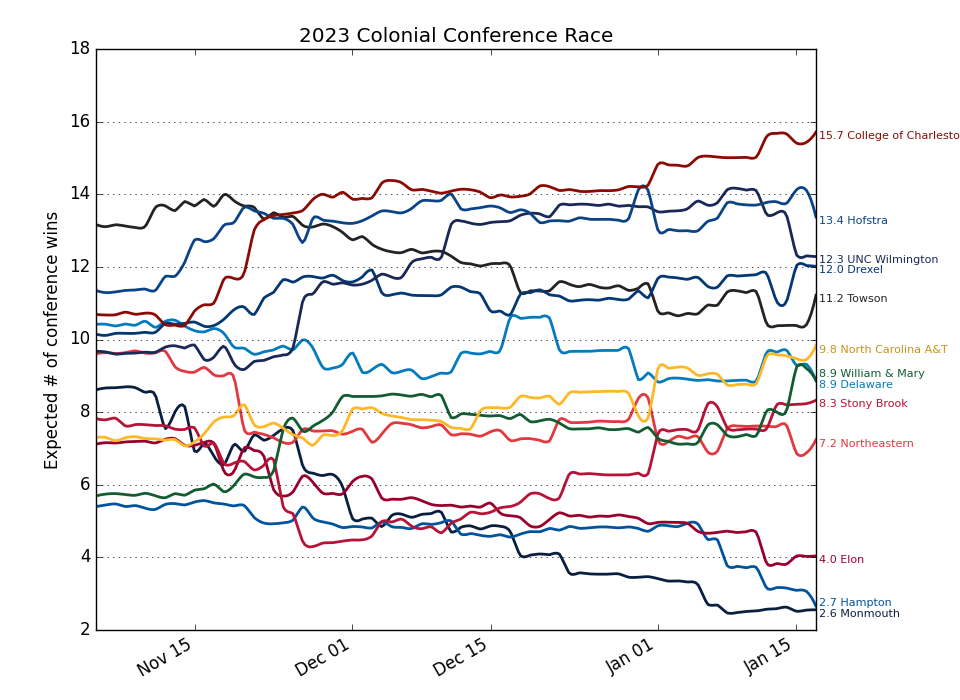 2023 Colonial Conference Race
Expected # of conference wins
18
16
14
12
10
8
6
4
2
Nov 15
Dec 01
Dec 15
Jan 01
Jan 15
15.7 College of Charlesto
13.4 Hofstra
12.3 UNC Wilmington
12.0 Drexel
11.2 Towson
9.8 North Carolina A&T
8.9 William & Mary
8.9 Delaware
8.3 Stony Brook
7.2 Northeastern
4.0 Elon
2.7 Hampton
2.6 Monmouth